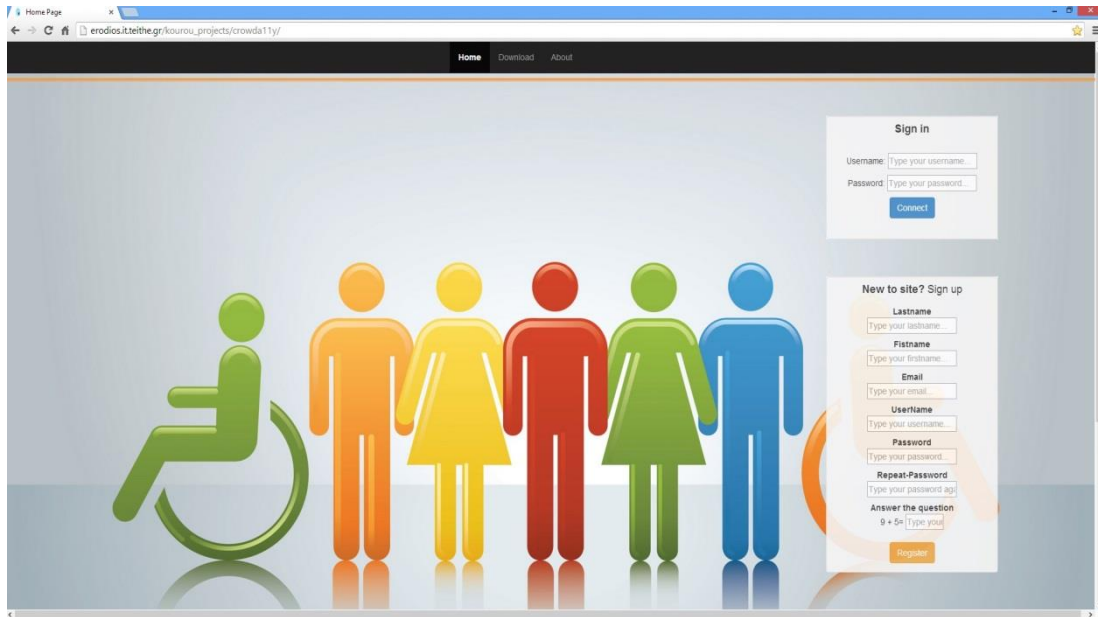 Home Page
erodios.it.teithe.gr/kourou_projects/crowda11y/
Home Download About
Sign in
Username: Type your username...
Password: Type your password...
Connect
New to site? Sign up
Lastname
Type your lastname...
Fistname
Type your firstname...
Email
Type your email...
UserName
Type your username...
Password
Type your password...
Repeat-Password
Type your password aga
Answer the question
9 + 5= Type your
Register